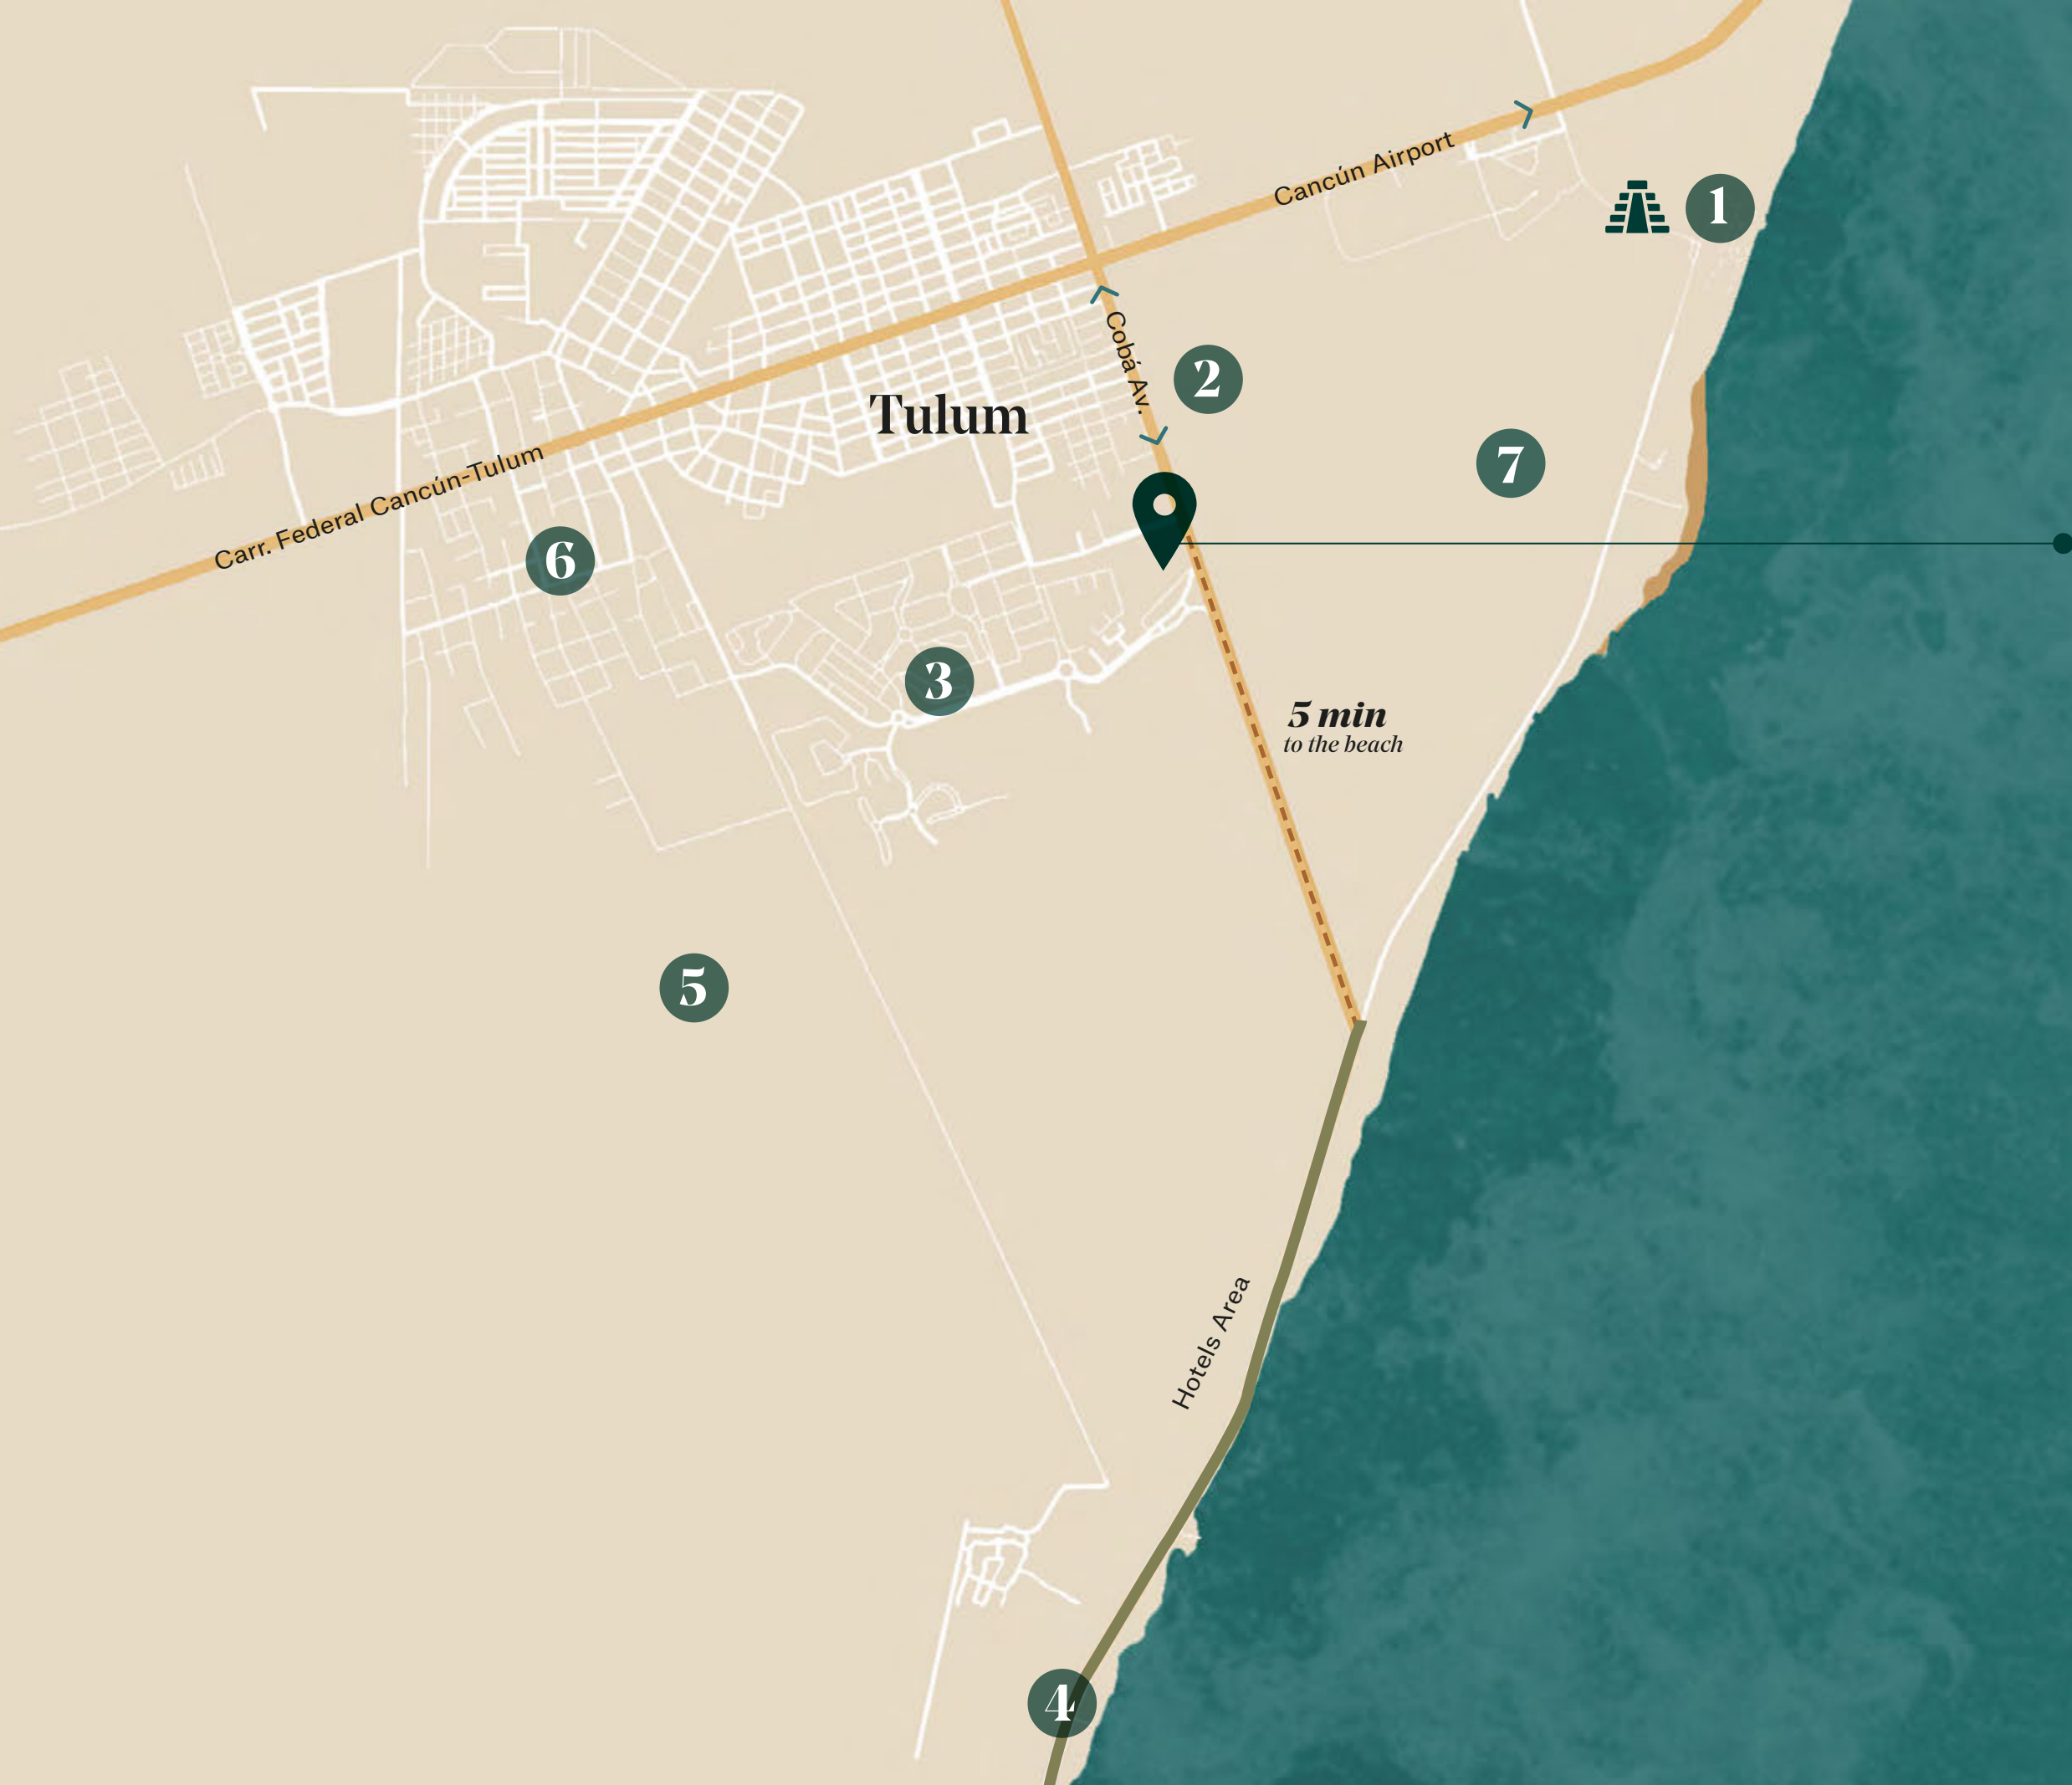 Cancún Airport
1
Cobá Av.
2
Tulum
7
Carr. Federal Cancún-Tulum
6
3
5 min
to the beach
5
Hotels Area
4